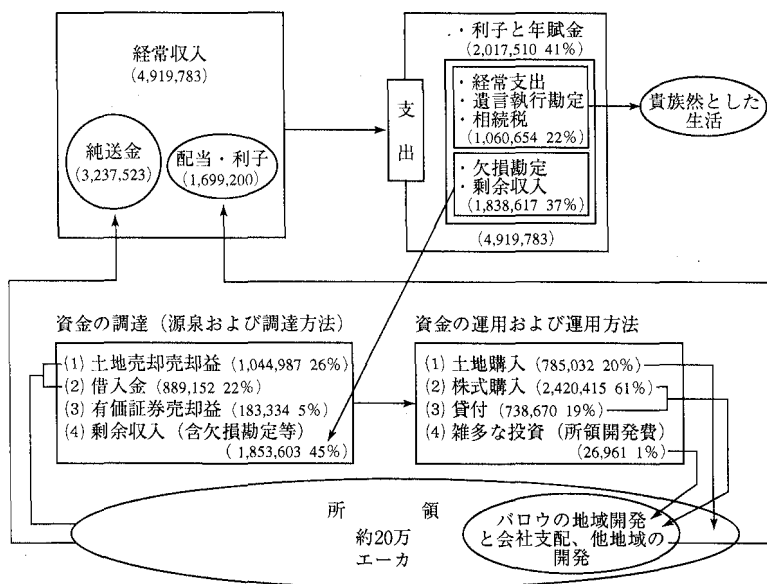 経常収入
(4,919,783)
純送金
(3,237,523)
配当・利子
(1,699,200)
支出
・利子と年賦金
(2,017,510 41%)
・経常支出
・遺言執行勘定
・相続税
(1,060,654 22%)
・欠損勘定
・剰余収入
(1,838,617 37%)
(4,919,783)
貴族然とした
生活
資金の調達（源泉および調達方法）
(1) 土地売却売却益 (1,044,987 26%)
(2) 借入金 (889,152 22%)
(3) 有価証券売却益 (183,334 5%)
(4) 剰余収入（含欠損勘定等）
(1,853,603 45%)
資金の運用および運用方法
(1) 土地購入 (785,032 20%)
(2) 株式購入 (2,420,415 61%)
(3) 貸付 (738,670 19%)
(4) 雑多な投資（所領開発費）
(26,961 1%)
所領
約20万
エーカ
バロウの地域開発
と会社支配、他地域の
開発